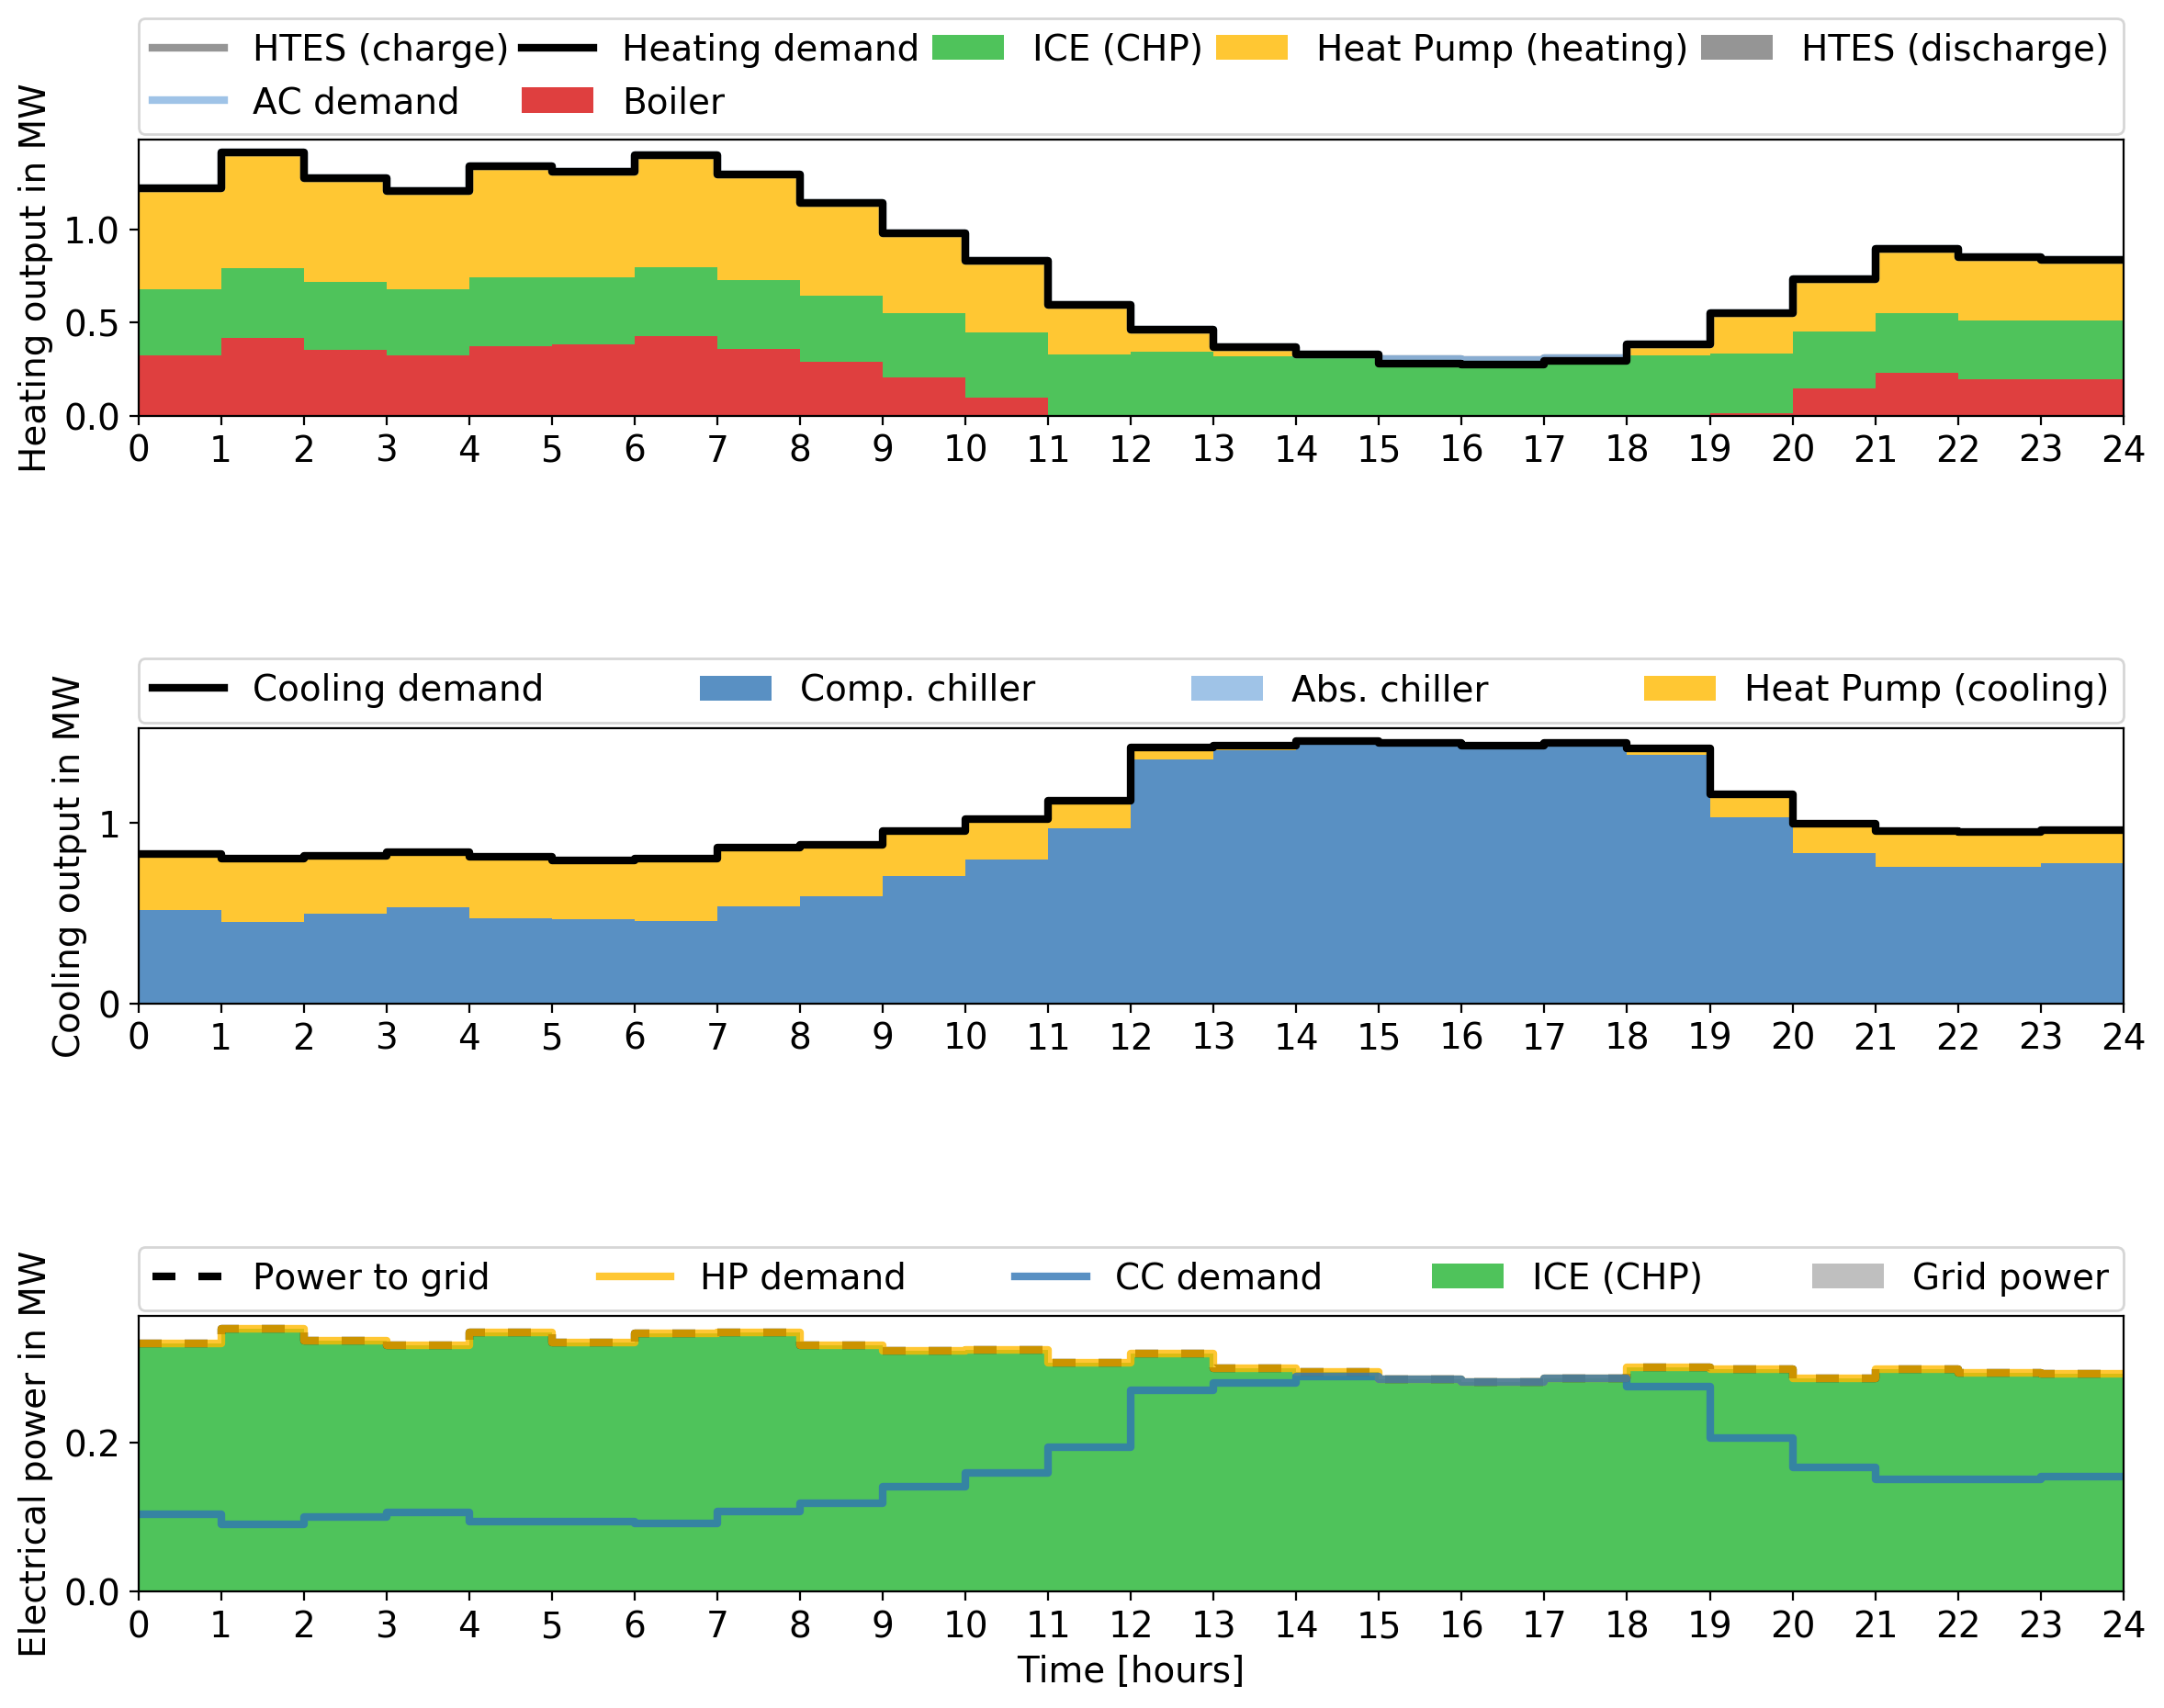 HTES (charge) Heating demand ICE (CHP) Heat Pump (heating) HTES (discharge)
AC demand Boiler
Heating output in MW
1.0
0.5
0.0
0 1 2 3 4 5 6 7 8 9 10 11 12 13 14 15 16 17 18 19 20 21 22 23 24
Cooling demand Comp. chiller Abs. chiller Heat Pump (cooling)
Cooling output in MW
1
0
0 1 2 3 4 5 6 7 8 9 10 11 12 13 14 15 16 17 18 19 20 21 22 23 24
Power to grid HP demand CC demand ICE (CHP) Grid power
Electrical power in MW
0.2
0.0
0 1 2 3 4 5 6 7 8 9 10 11 12 13 14 15 16 17 18 19 20 21 22 23 24
Time [hours]